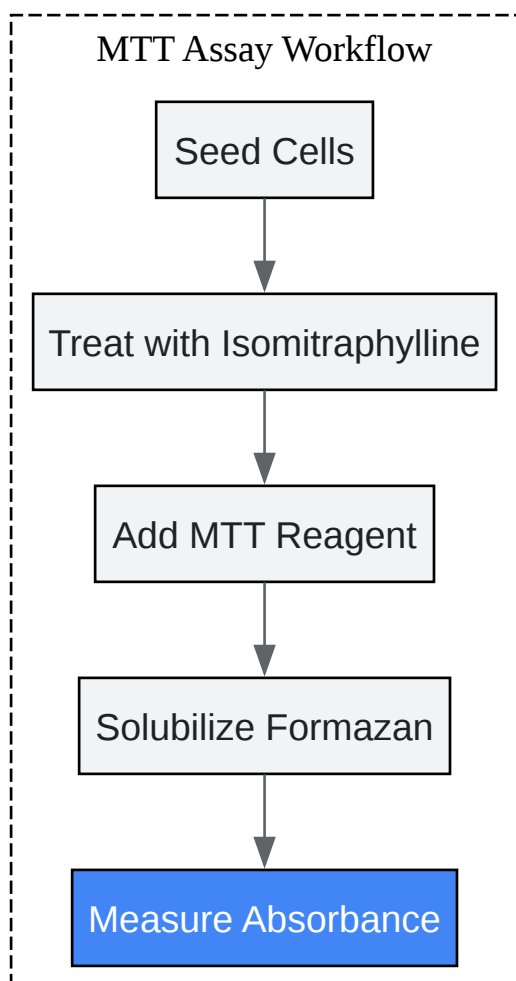 MTT Assay Workflow
Seed Cells
Treat with Isomitraphylline
Add MTT Reagent
Solubilize Formazan
Measure Absorbance